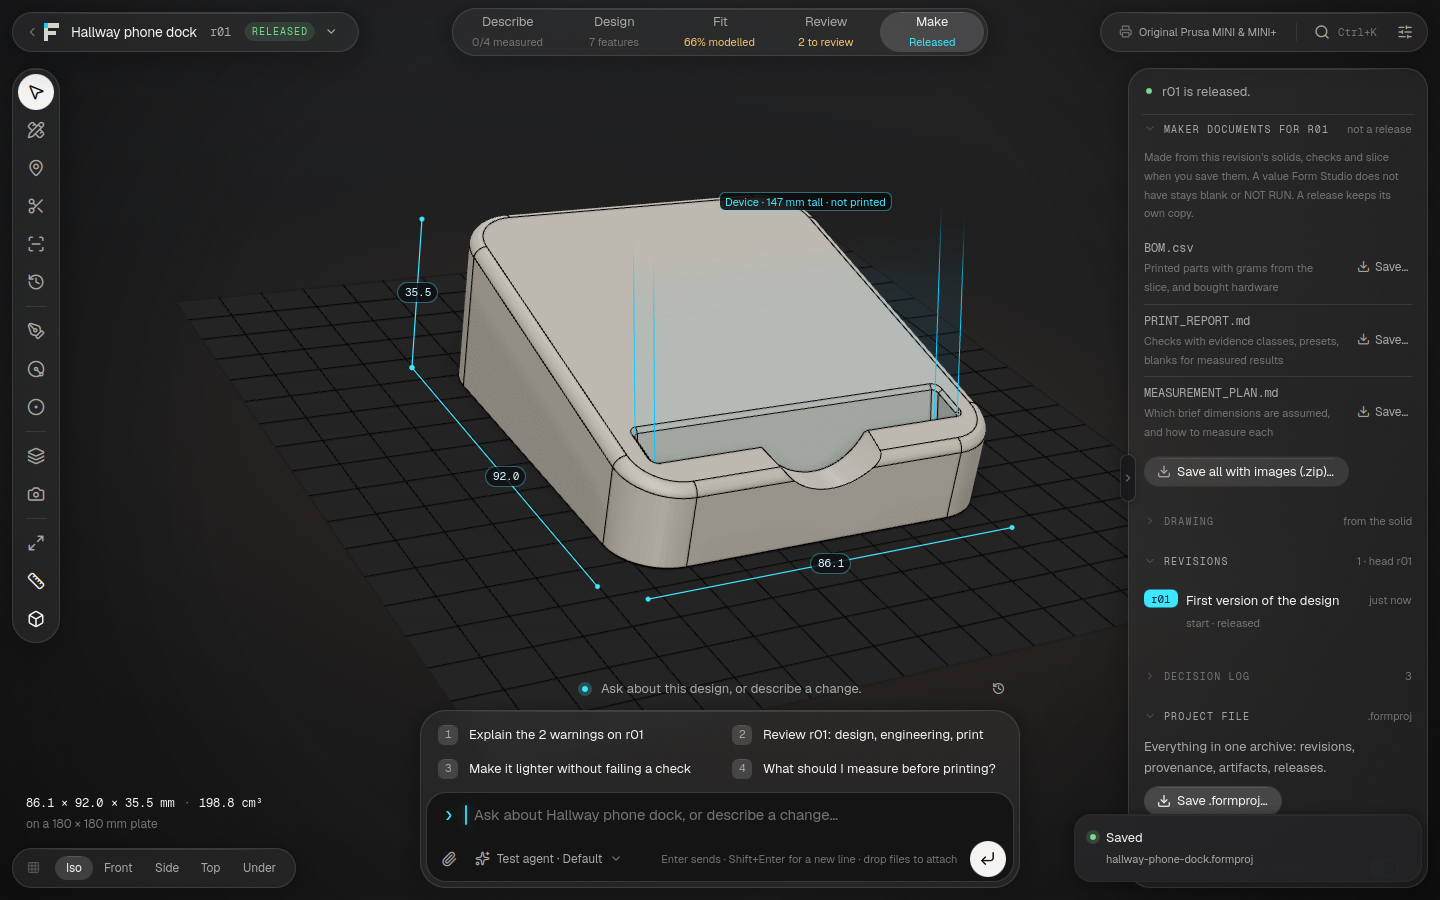 Hallway phone dock r01 RELEASED
Describe
0/4 measured
Design
7 features
Fit
66% modelled
Review
2 to review
Make
Released
Original Prusa MINI & MINI+
Ctrl+K
r01 is released.
MAKER DOCUMENTS FOR R01 not a release
Made from this revision's solids, checks and slice
when you save them. A value Form Studio does not
have stays blank or NOT RUN. A release keeps its
own copy.
BOM.csv
Printed parts with grams from the
slice, and bought hardware
Save…
PRINT_REPORT.md
Checks with evidence classes, presets,
blanks for measured results
Save…
MEASUREMENT_PLAN.md
Which brief dimensions are assumed,
and how to measure each
Save…
Save all with images (.zip)…
DRAWING from the solid
REVISIONS 1 · head r01
r01 First version of the design just now
start · released
DECISION LOG 3
PROJECT FILE .formproj
Everything in one archive: revisions,
provenance, artifacts, releases.
Save .formproj…
Saved
hallway-phone-dock.formproj
Device · 147 mm tall · not printed
35.5
92.0
86.1
Ask about this design, or describe a change.
1 Explain the 2 warnings on r01
2 Review r01: design, engineering, print
3 Make it lighter without failing a check
4 What should I measure before printing?
Ask about Hallway phone dock, or describe a change…
Test agent · Default
Enter sends · Shift+Enter for a new line · drop files to attach
86.1 × 92.0 × 35.5 mm · 198.8 cm³
on a 180 × 180 mm plate
Iso Front Side Top Under